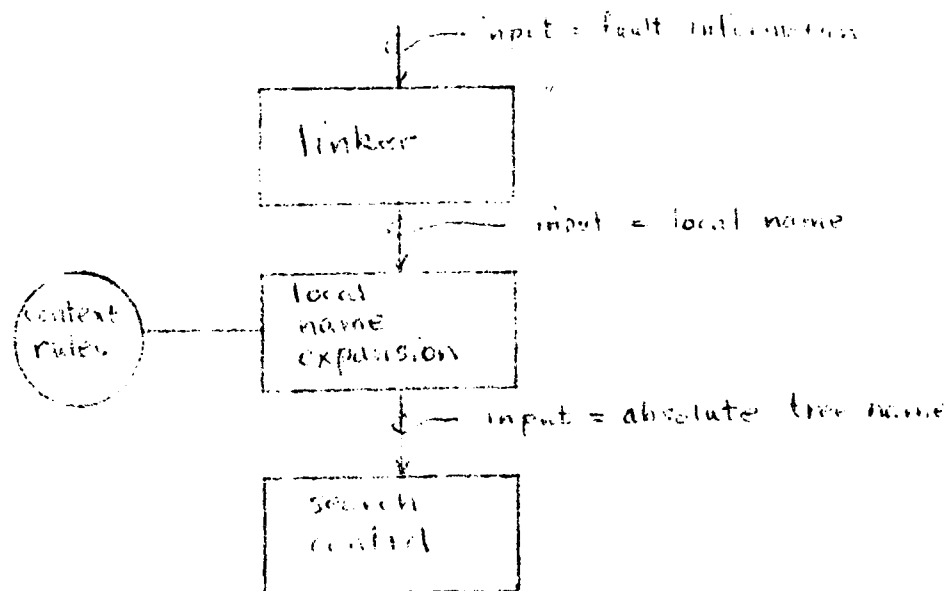 input = fault information
linker
input = local name
local
name
expansion
context
rules
input = absolute tree name
search
control